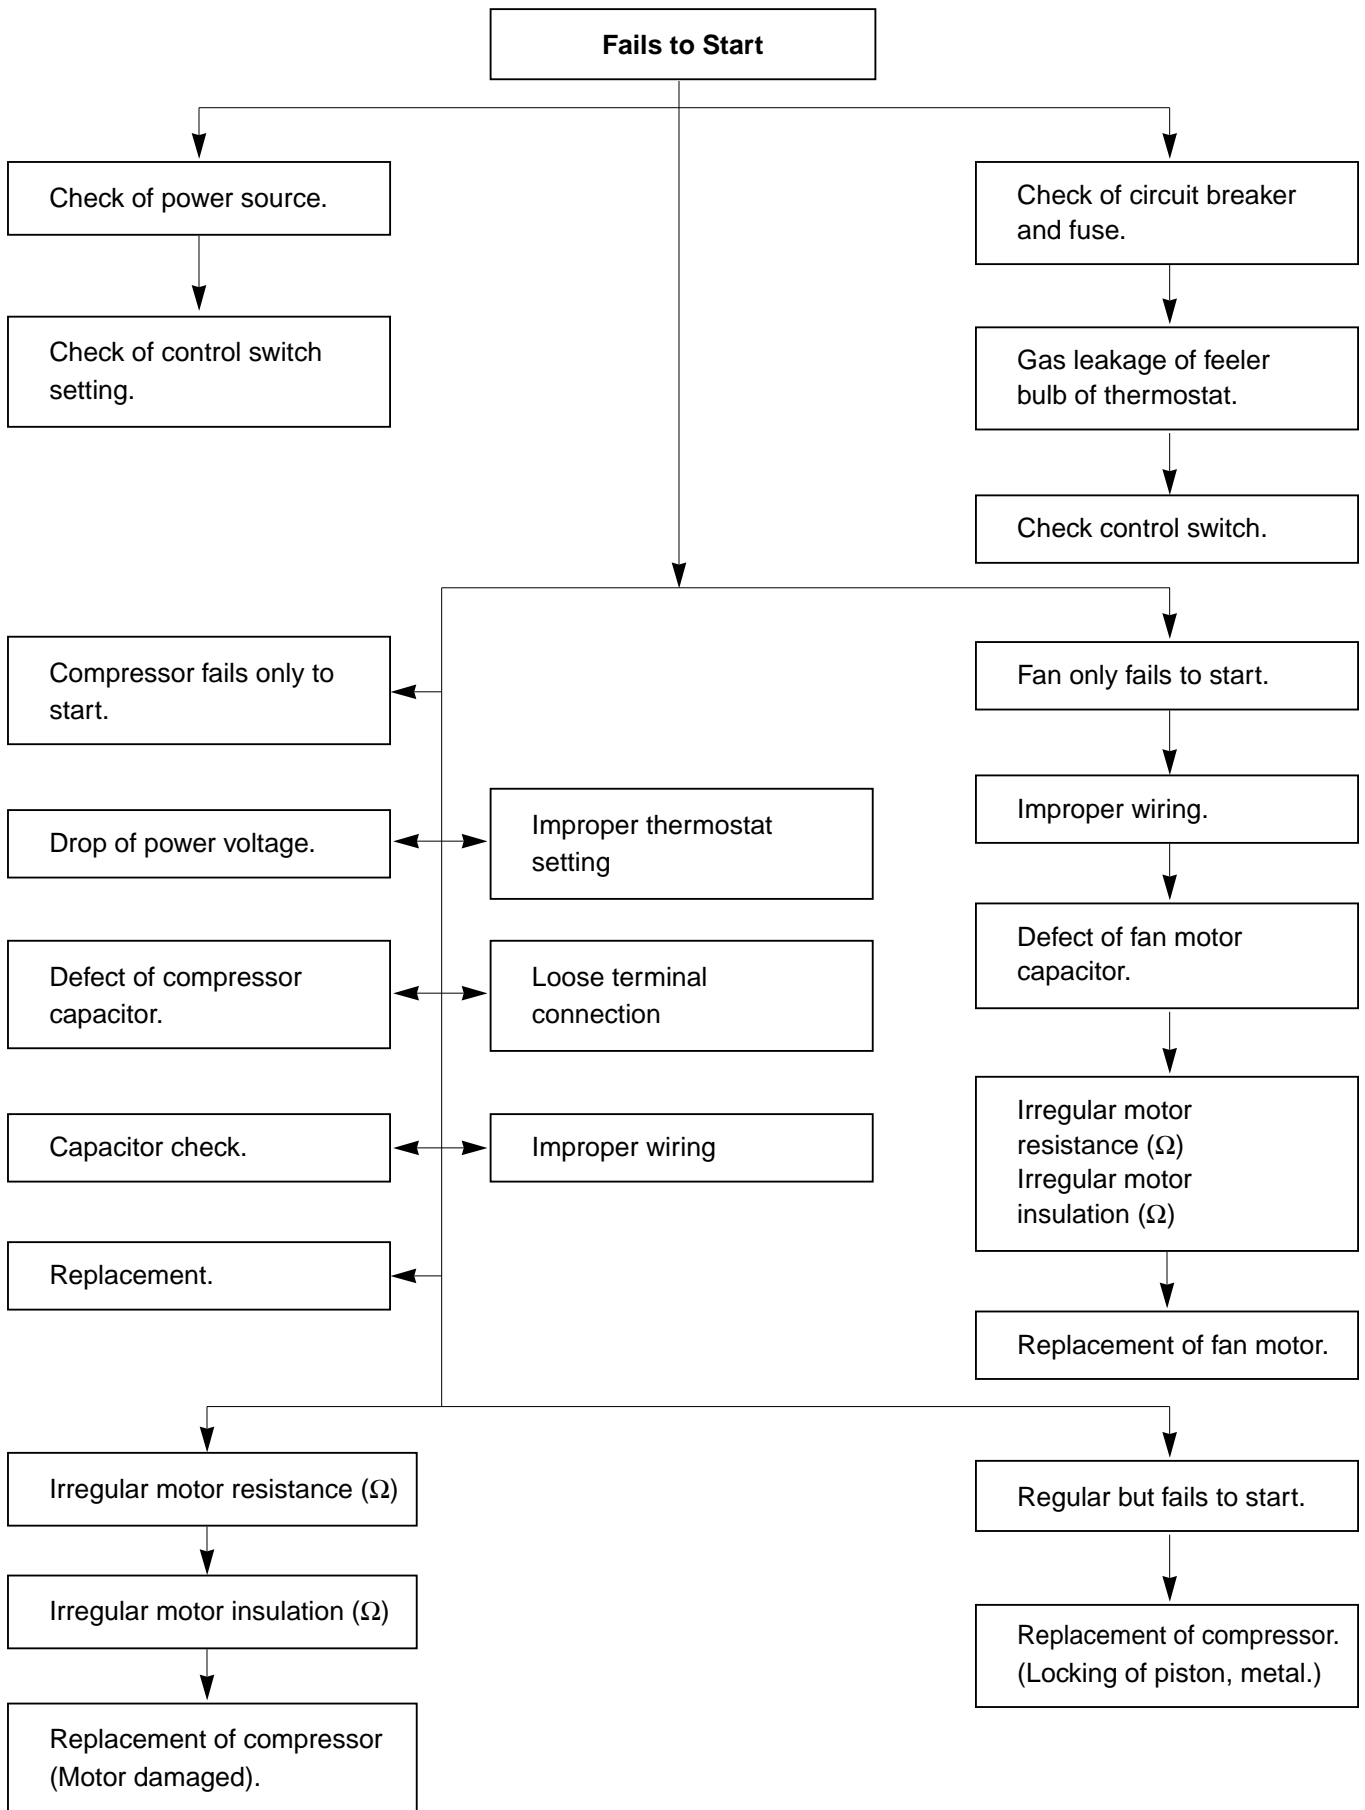 Fails to Start
Check of power source.
Check of circuit breaker
and fuse.
Check of control switch
setting.
Gas leakage of feeler
bulb of thermostat.
Check control switch.
Compressor fails only to
start.
Fan only fails to start.
Drop of power voltage.
Improper thermostat
setting
Improper wiring.
Defect of compressor
capacitor.
Loose terminal
connection
Defect of fan motor
capacitor.
Capacitor check.
Improper wiring
Irregular motor
resistance (Ω)
Irregular motor
insulation (Ω)
Replacement.
Replacement of fan motor.
Irregular motor resistance (Ω)
Regular but fails to start.
Irregular motor insulation (Ω)
Replacement of compressor.
(Locking of piston, metal.)
Replacement of compressor
(Motor damaged).